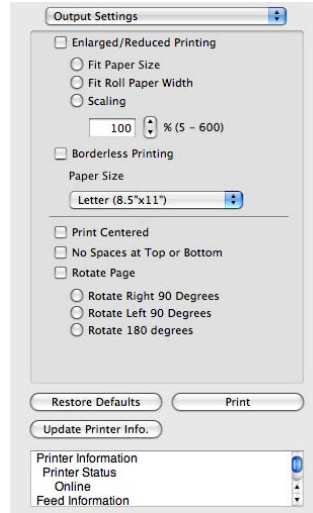 Output Settings
Enlarged/Reduced Printing
Fit Paper Size
Fit Roll Paper Width
Scaling
100 % (5 - 600)
Borderless Printing
Paper Size
Letter (8.5"x11")
Print Centered
No Spaces at Top or Bottom
Rotate Page
Rotate Right 90 Degrees
Rotate Left 90 Degrees
Rotate 180 degrees
Restore Defaults Print
Update Printer Info.
Printer Information
Printer Status
Online
Feed Information